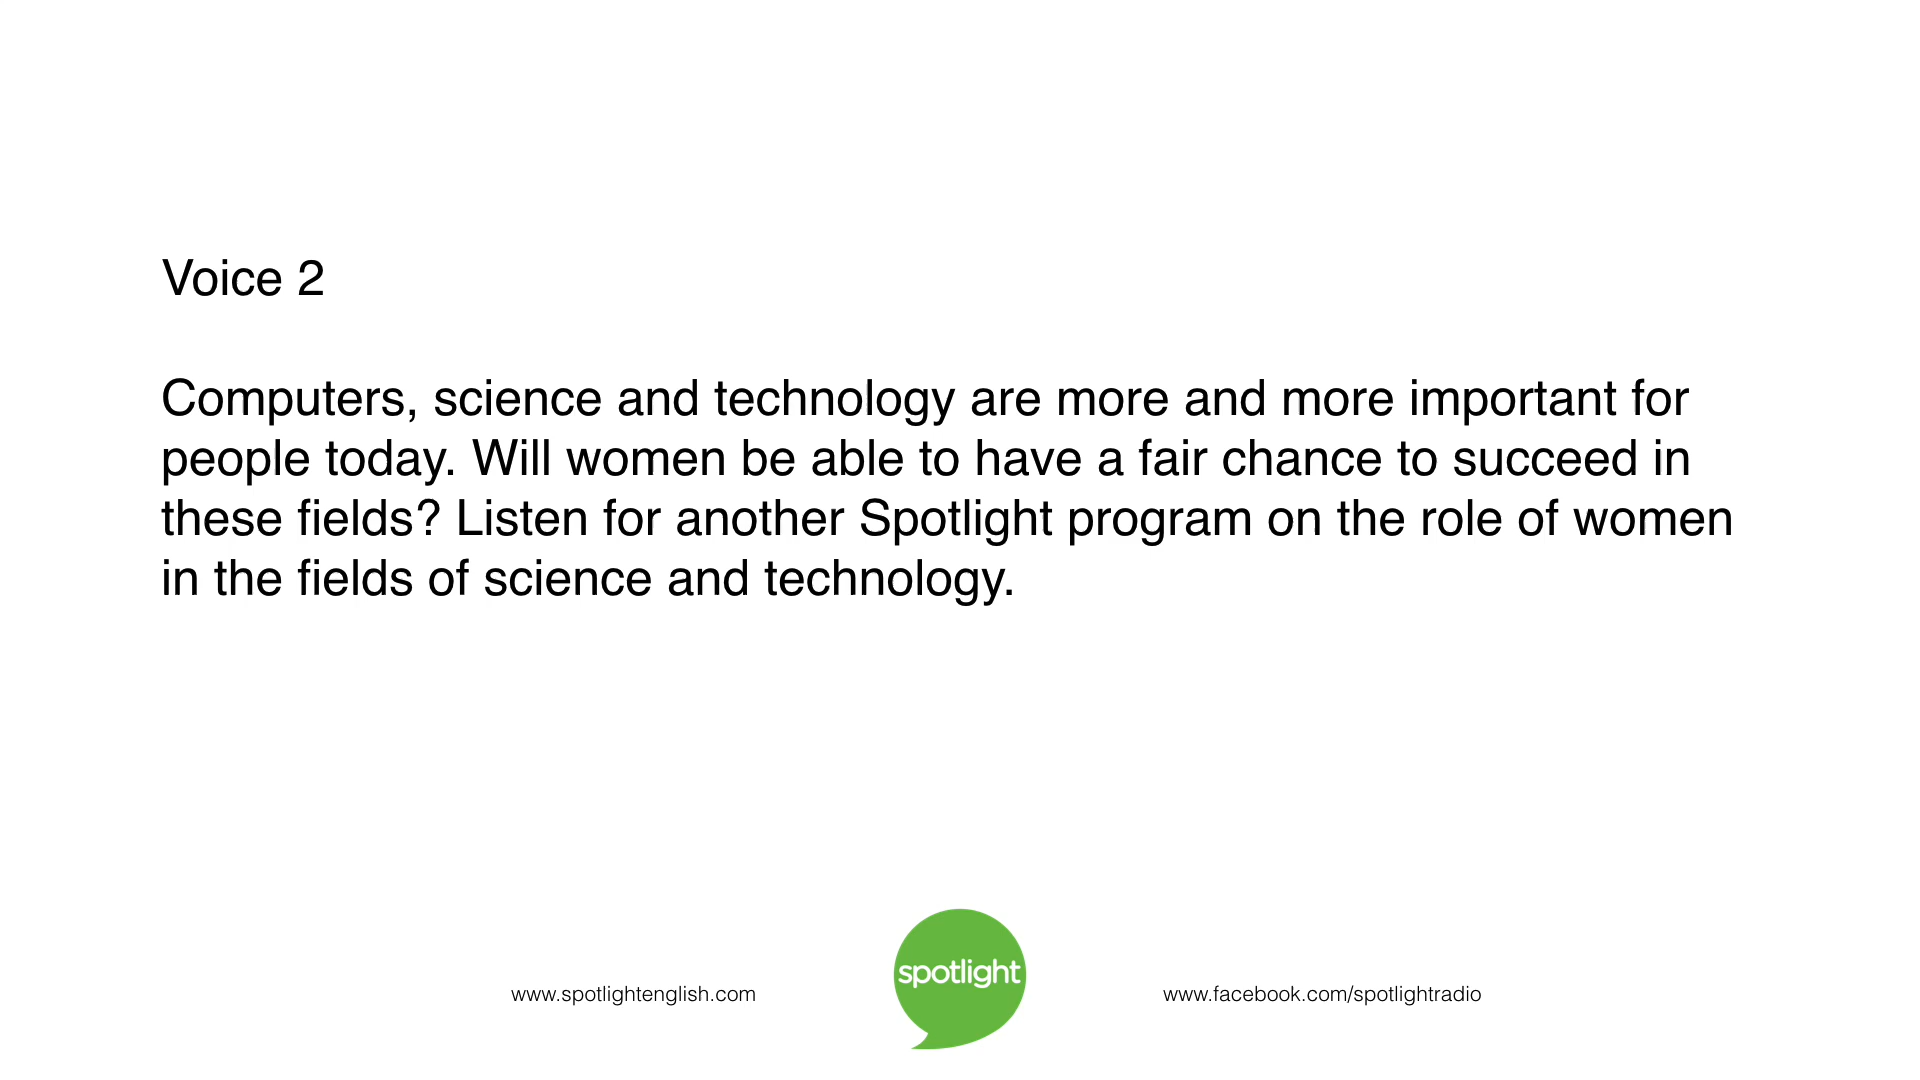 Voice 2
Computers, science and technology are more and more important for
people today. Will women be able to have a fair chance to succeed in
these fields? Listen for another Spotlight program on the role of women
in the fields of science and technology.
www.spotlightenglish.com
spotlight
www.facebook.com/spotlightradio